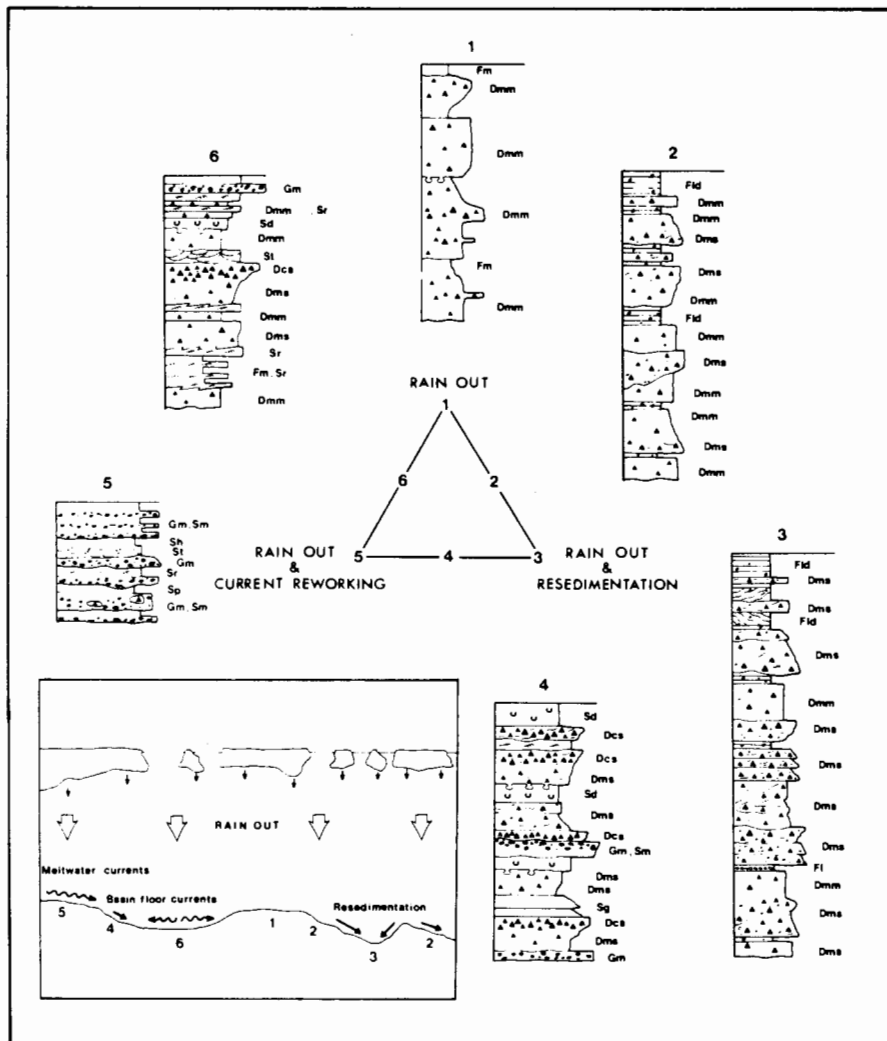 1
Fm
Dmm
Dmm
Dmm
Fm
Dmm
6
Gm
Dmm , Sr
Sd
Dmm
St
Dcs
Dms
Dmm
Dms
Sr
Fm , Sr
Dmm
2
Fld
Dmm
Dmm
Dms
Dms
Dmm
Fld
Dmm
Dms
Dmm
Dmm
Dms
Dmm
RAIN OUT
1
6
2
5
4
3
RAIN OUT
&
CURRENT REWORKING
RAIN OUT
&
RESEDIMENTATION
5
Gm, Sm
Sh
St
Gm
Sr
Sp
Gm, Sm
3
Fld
Dms
Dms
Fld
Dms
Dmm
Dms
Dms
Dms
Fl
Dmm
Dms
Dms
4
Sd
Dcs
Dcs
Dms
Sd
Dms
Dcs
Gm, Sm
Dms
Dms
Sg
Dcs
Dms
Gm
RAIN OUT
Meltwater currents
Basin floor currents
Resedimentation
5
4
6
1
2
3
2